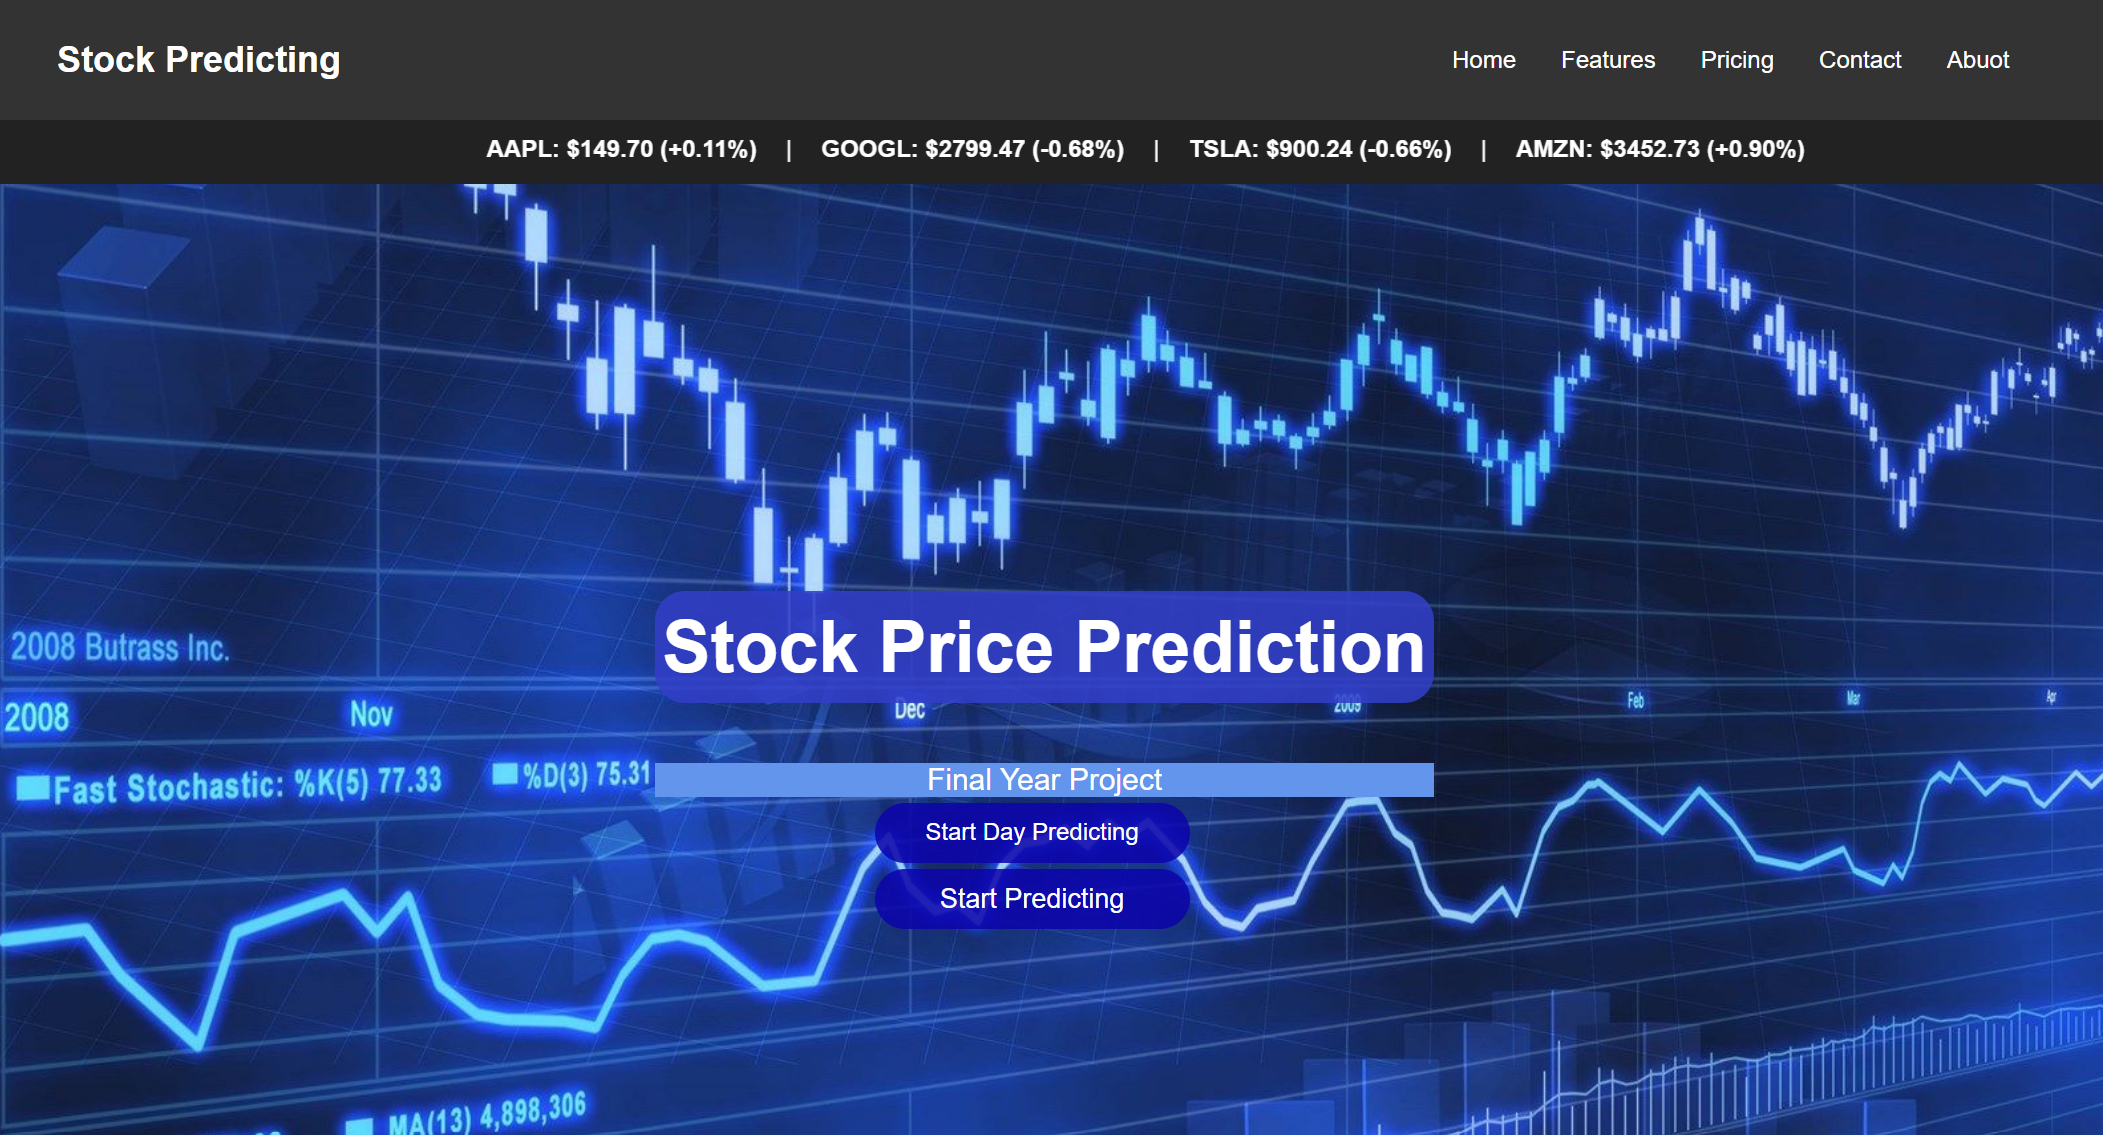 Stock Predicting
Home Features Pricing Contact Abuot
AAPL: $149.70 (+0.11%) | GOOGL: $2799.47 (-0.68%) | TSLA: $900.24 (-0.66%) | AMZN: $3452.73 (+0.90%)
2008 Butrass Inc.
Stock Price Prediction
2008 Nov Dec 2009 Feb Mar Apr
Fast Stochastic: %K(5) 77.33 %D(3) 75.31
Final Year Project
Start Day Predicting
Start Predicting
MA(13) 4,898,306